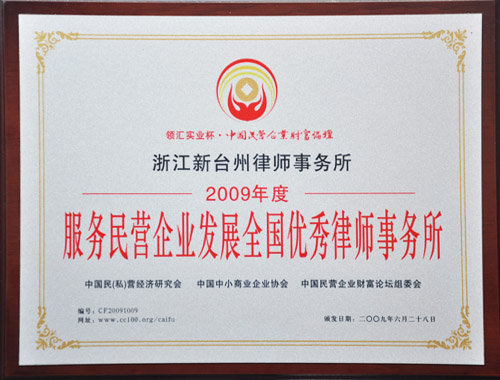 领汇实业杯·中国民营企业财富论坛
浙江新台州律师事务所
2009年度
服务民营企业发展全国优秀律师事务所
中国民(私)营经济研究会 中国中小商业企业协会 中国民营企业财富论坛组委会
编号：CF20091009 颁发日期：二〇〇九年六月二十八日
网址：www.cc100.org/caifu